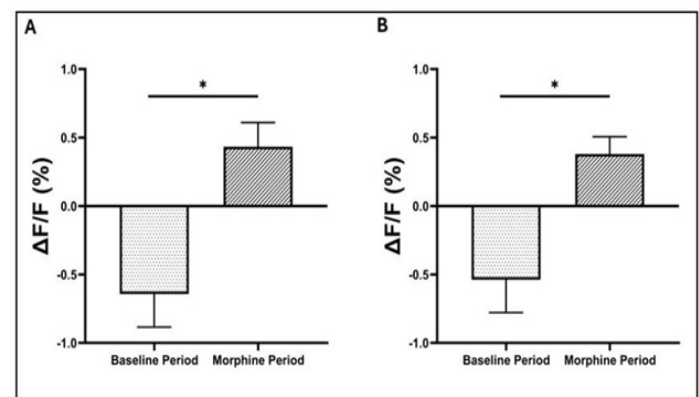 A
ΔF/F (%)
1.0
0.5
0.0
-0.5
-1.0
*
Baseline Period
Morphine Period
B
ΔF/F (%)
1.0
0.5
0.0
-0.5
-1.0
*
Baseline Period
Morphine Period